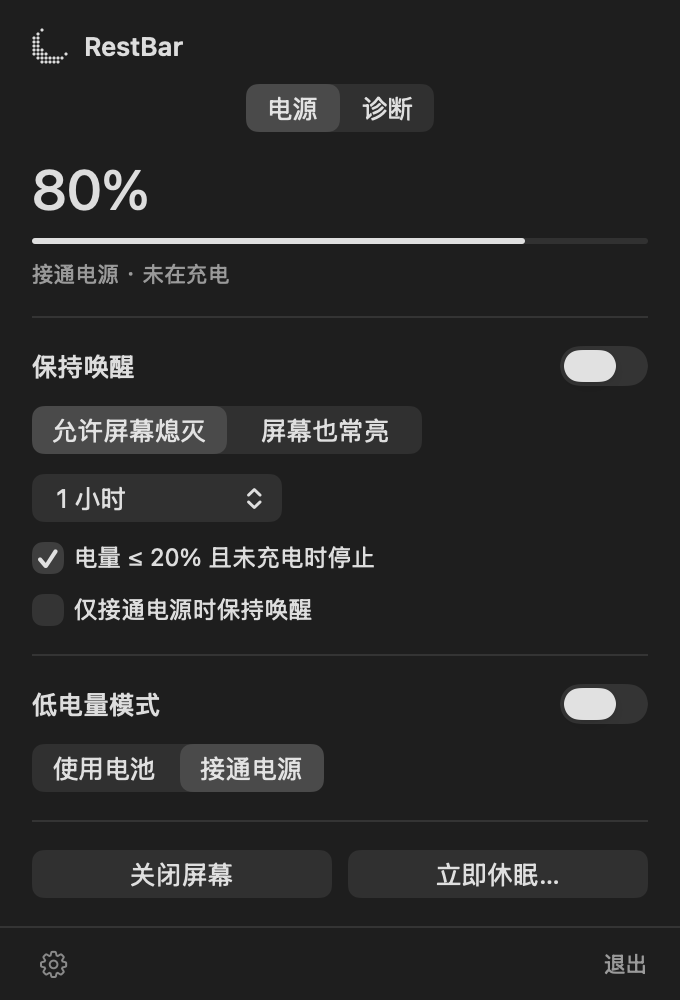 RestBar
电源 诊断
80%
接通电源 · 未在充电
保持唤醒
允许屏幕熄灭 屏幕也常亮
1 小时
电量 ≤ 20% 且未充电时停止
仅接通电源时保持唤醒
低电量模式
使用电池 接通电源
关闭屏幕 立即休眠...
退出